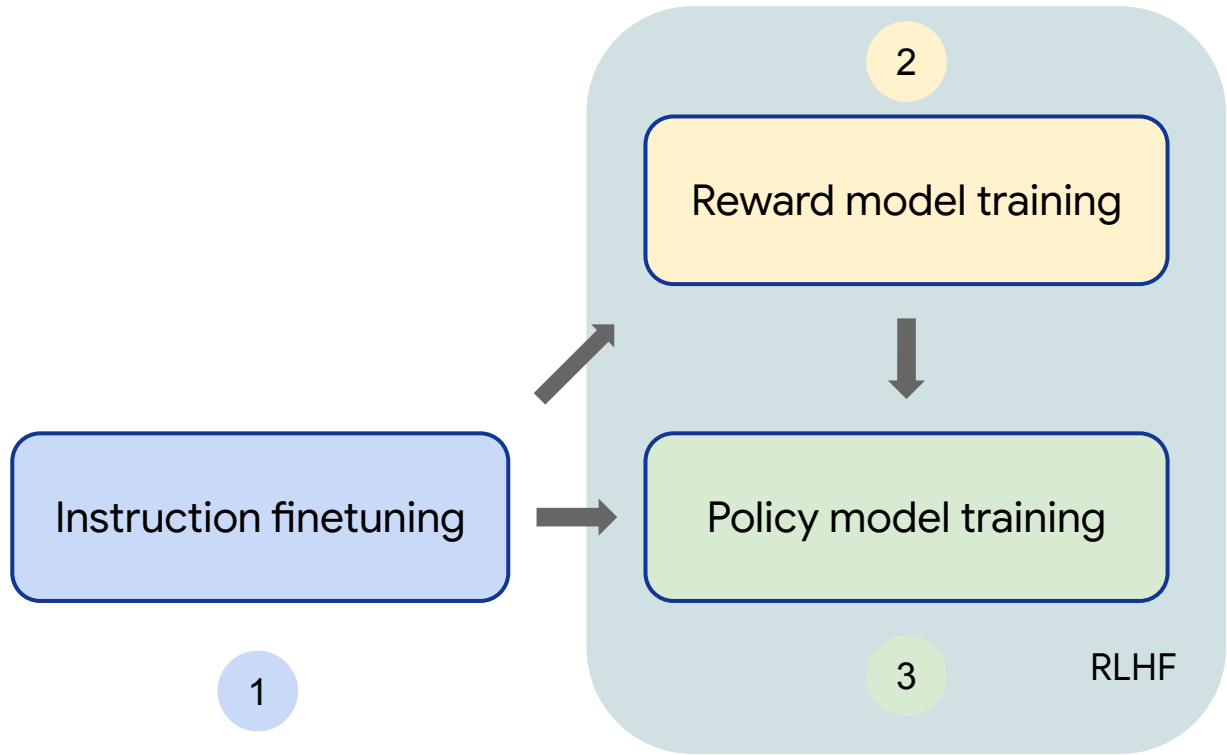 2
Reward model training
Instruction finetuning
Policy model training
1
3
RLHF